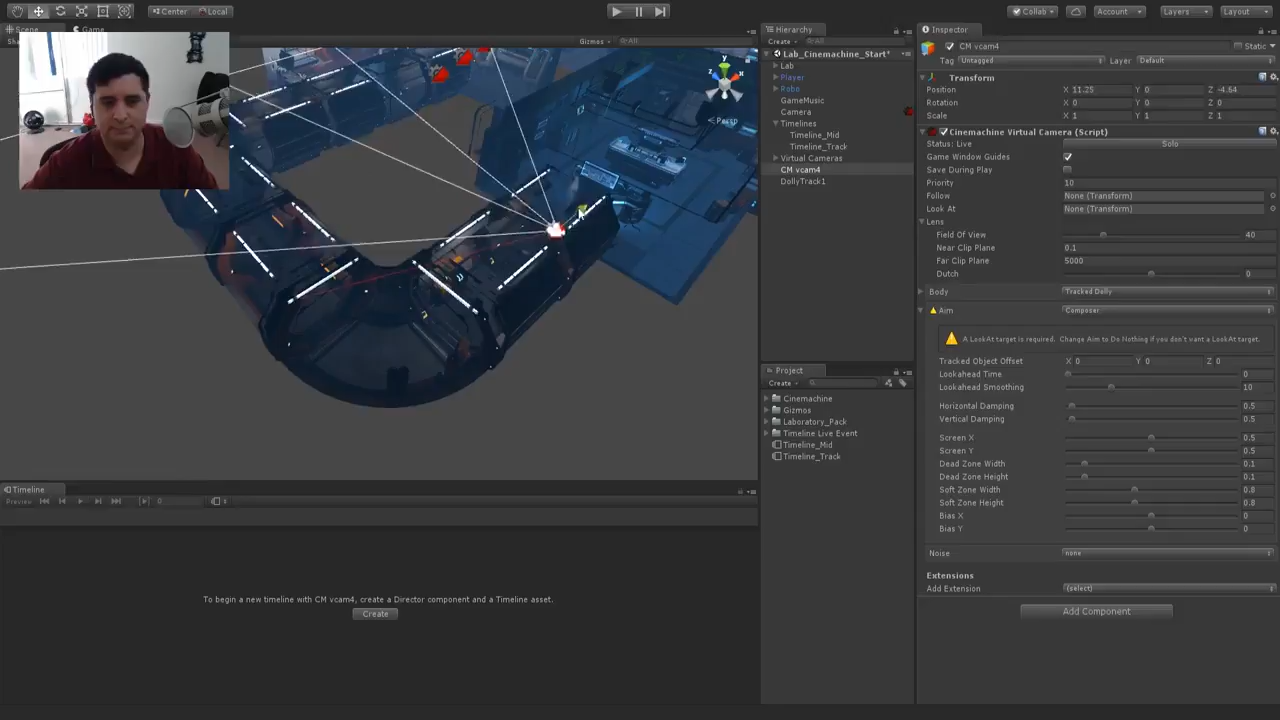 Center
Local
Collab
Account
Layers
Layout
Scene
Game
Gizmos
All
y
x
z
Persp
Hierarchy
Create
All
Lab_Cinemachine_Start*
Lab
Player
Robo
GameMusic
Camera
Timelines
Timeline_Mid
Timeline_Track
Virtual Cameras
CM vcam4
DollyTrack1
Project
Create
Cinemachine
Gizmos
Laboratory_Pack
Timeline Live Event
Timeline_Mid
Timeline_Track
Inspector
CM vcam4
Static
Tag Untagged Layer Default
Transform
Position X 11.25 Y 0 Z -4.64
Rotation X 0 Y 0 Z 0
Scale X 1 Y 1 Z 1
Cinemachine Virtual Camera (Script)
Status: Live Solo
Game Window Guides
Save During Play
Priority 10
Follow None (Transform)
Look At None (Transform)
Lens
Field Of View 40
Near Clip Plane 0.1
Far Clip Plane 5000
Dutch 0
Body Tracked Dolly
Aim Composer
A LookAt target is required. Change Aim to Do Nothing if you don't want a LookAt target.
Tracked Object Offset X 0 Y 0 Z 0
Lookahead Time 0
Lookahead Smoothing 10
Horizontal Damping 0.5
Vertical Damping 0.5
Screen X 0.5
Screen Y 0.5
Dead Zone Width 0.1
Dead Zone Height 0.1
Soft Zone Width 0.8
Soft Zone Height 0.8
Bias X 0
Bias Y 0
Noise none
Extensions
Add Extension (select)
Add Component
Timeline
Preview 0
To begin a new timeline with CM vcam4, create a Director component and a Timeline asset.
Create